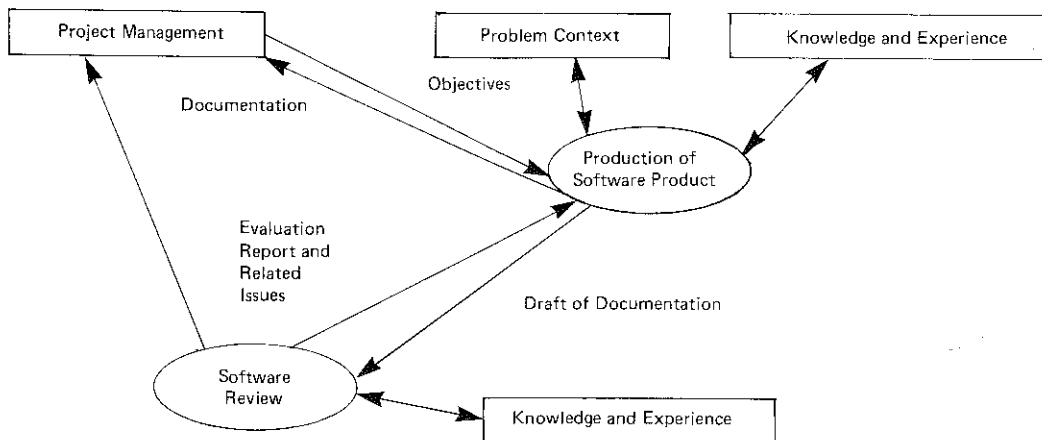 Project Management
Problem Context
Knowledge and Experience
Objectives
Documentation
Production of
Software Product
Evaluation
Report and
Related
Issues
Draft of Documentation
Software
Review
Knowledge and Experience